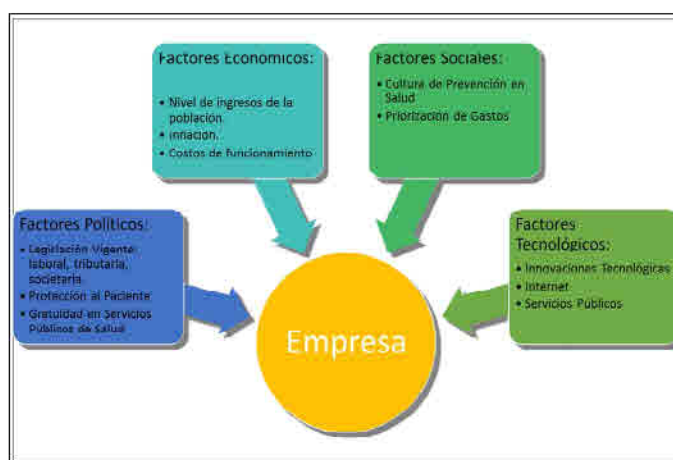 Factores Económicos:
• Nivel de ingresos de la
población.
• Inflación.
• Costos de funcionamiento
Factores Sociales:
• Cultura de Prevención en
Salud
• Priorización de Gastos
Factores Políticos:
• Legislación Vigente:
laboral, tributaria,
societaria.
• Protección al Paciente
• Gratuidad en Servicios
Públicos de Salud
Factores
Tecnológicos:
• Innovaciones Tecnológicas
• Internet
• Servicios Públicos
Empresa